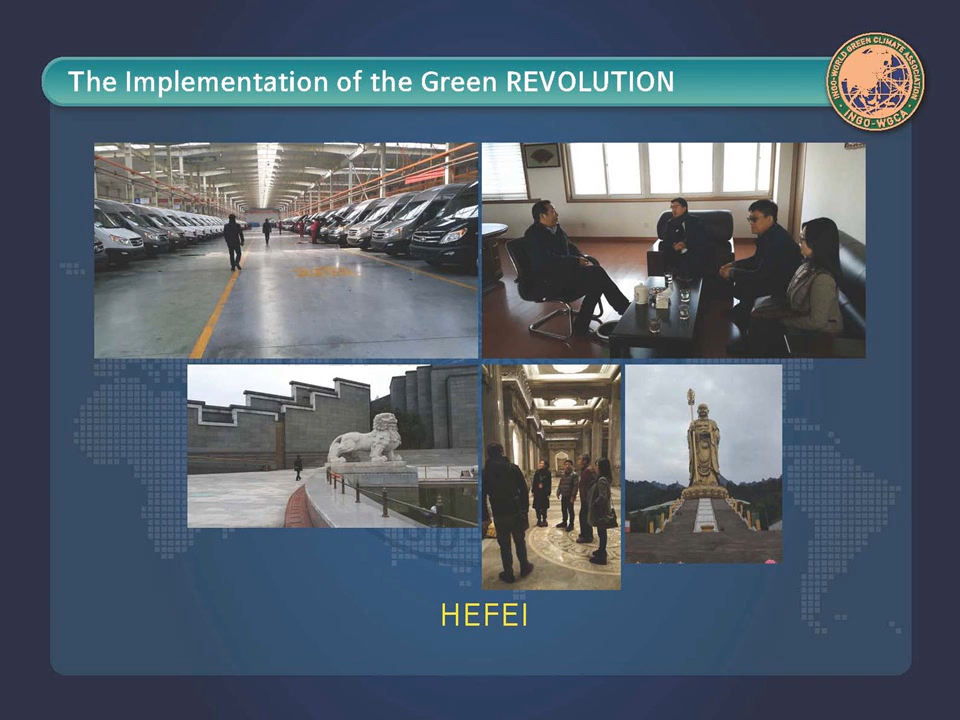 The Implementation of the Green REVOLUTION
INGO-WORLD GREEN CLIMATE ASSOCIATION
INGO-WGCA
HEFEI